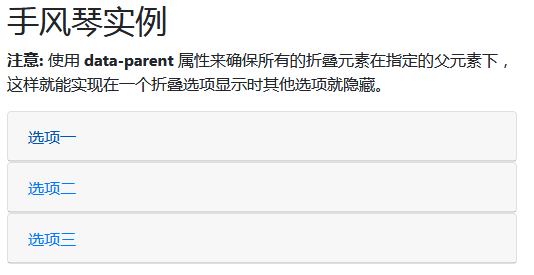 手风琴实例
注意: 使用 data-parent 属性来确保所有的折叠元素在指定的父元素下，
这样就能实现在一个折叠选项显示时其他选项就隐藏。
选项一
选项二
选项三